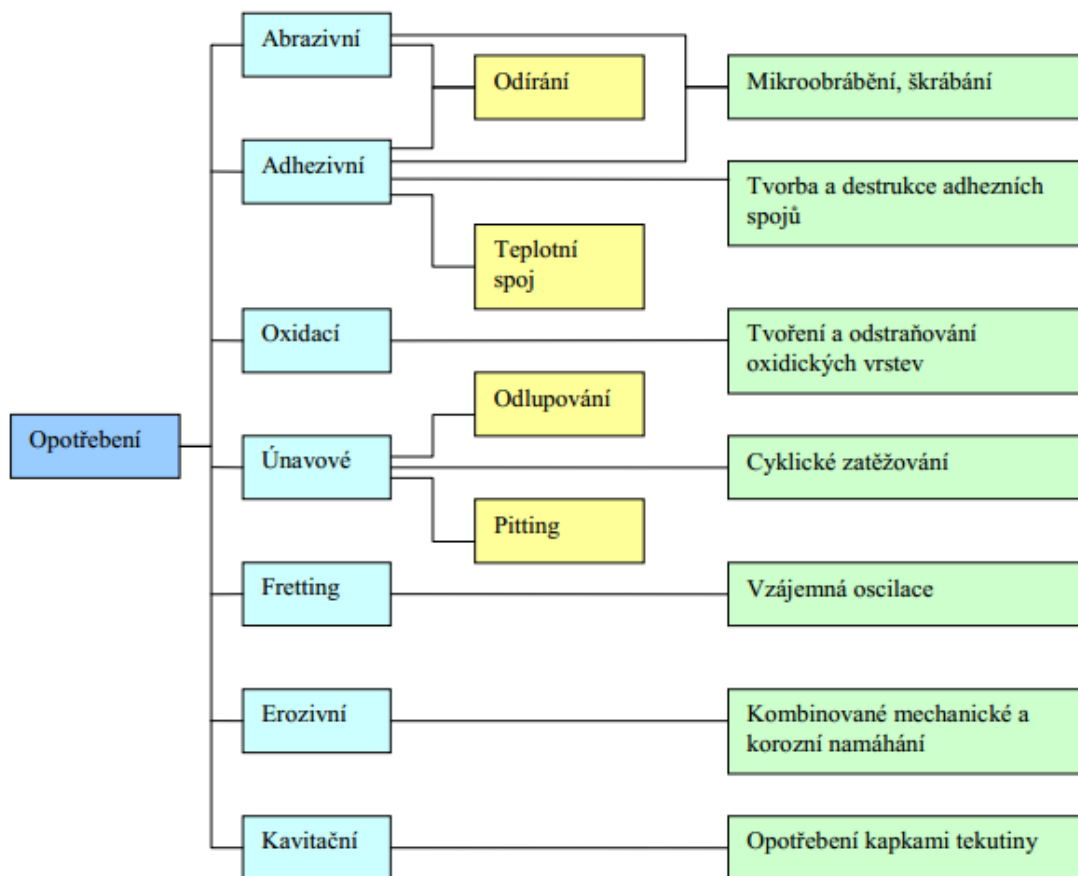 Abrazivní
Odírání
Mikroobrábění, škrábání
Adhezivní
Tvorba a destrukce adhezních
spojů
Teplotní
spoj
Oxidací
Tvoření a odstraňování
oxidických vrstev
Odlupování
Opotřebení
Únavové
Cyklické zatěžování
Pitting
Fretting
Vzájemná oscilace
Erozivní
Kombinované mechanické a
korozní namáhání
Kavitační
Opotřebení kapkami tekutiny